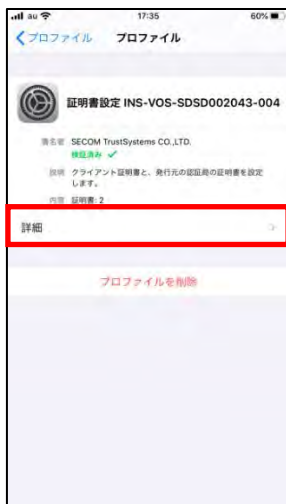 au 17:35 60%
プロファイル プロファイル
証明書設定 INS-VOS-SDSD002043-004
署名者 SECOM TrustSystems CO.,LTD.
検証済み ✓
説明 クライアント証明書と、発行元の認証局の証明書を設定
します。
内容 証明書: 2
詳細
プロファイルを削除